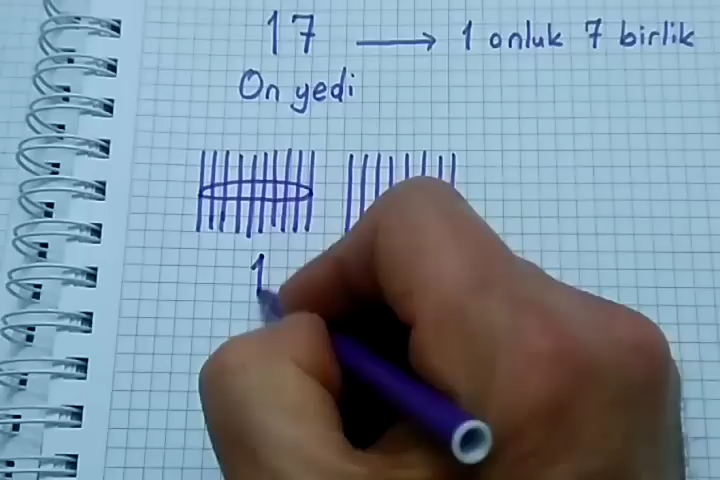 17 → 1 onluk 7 birlik
On yedi
1